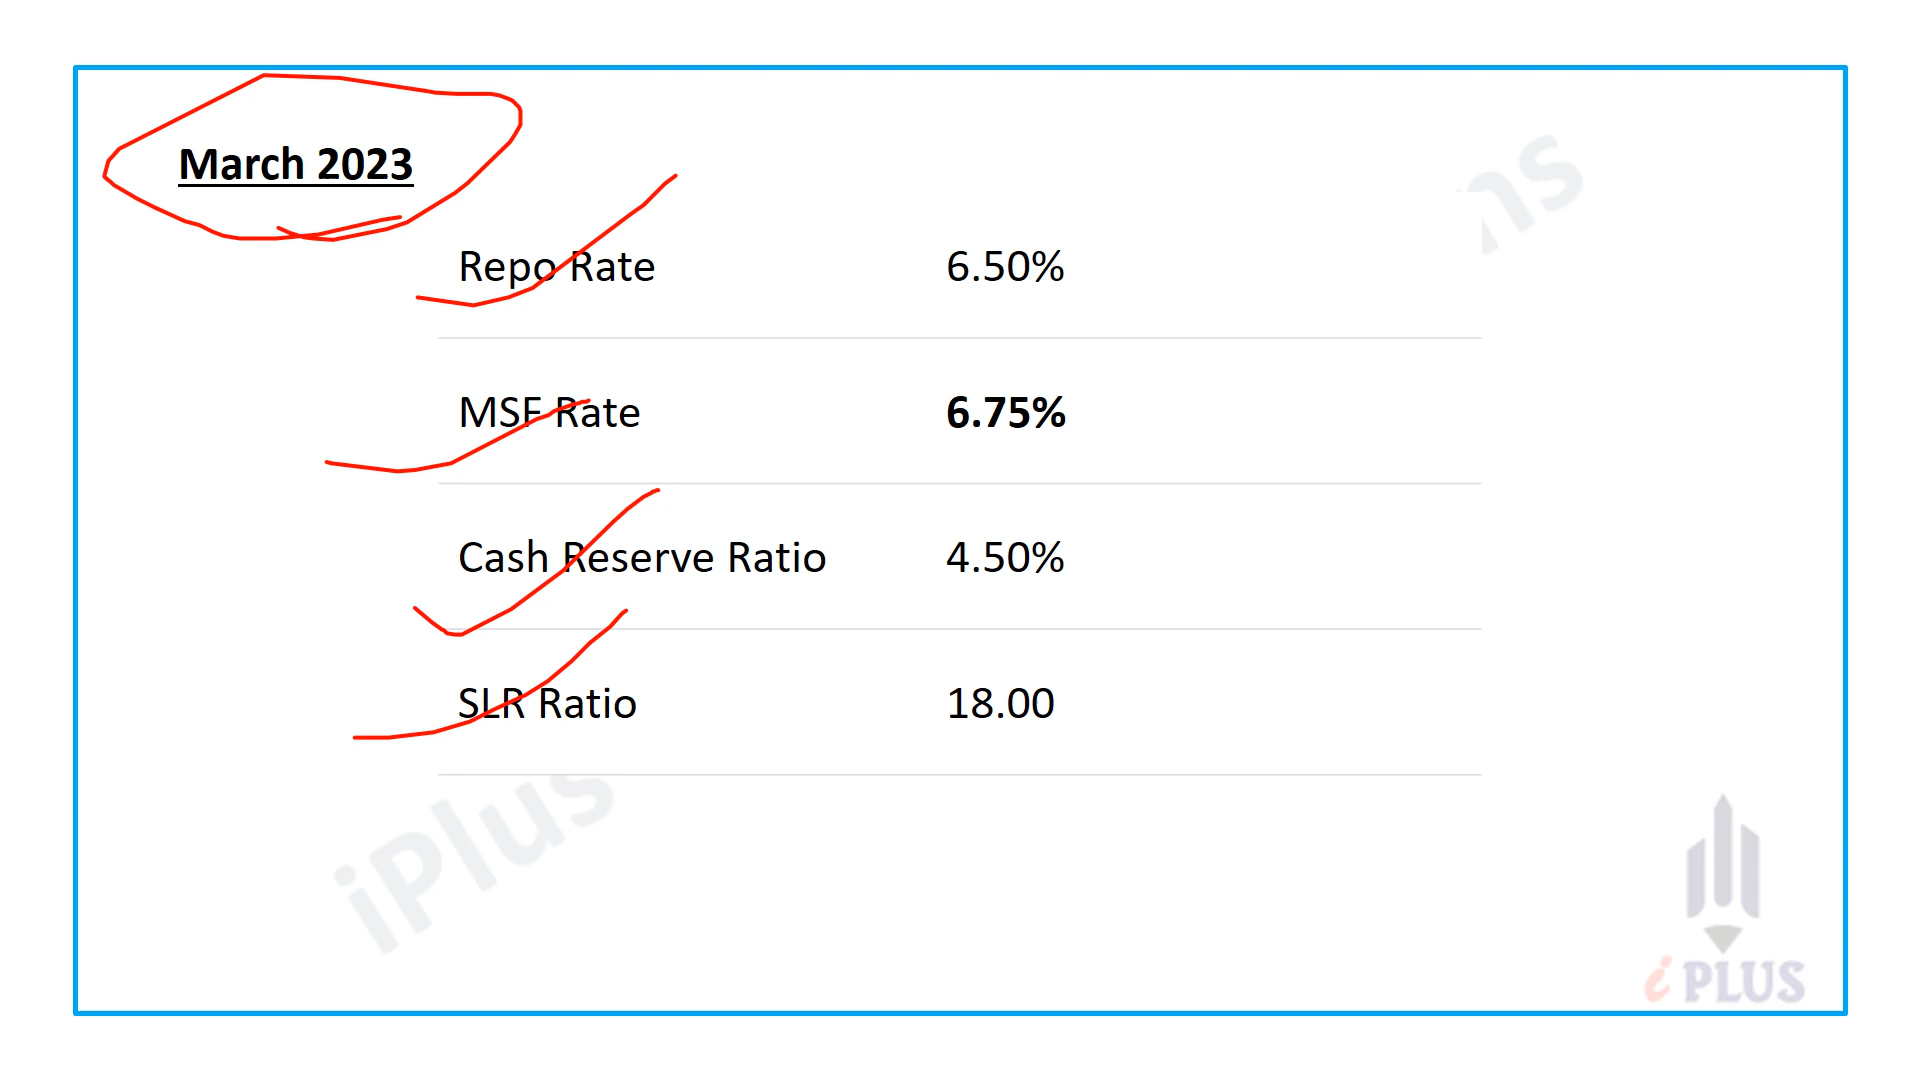 March 2023
Repo Rate 6.50%
MSF Rate 6.75%
Cash Reserve Ratio 4.50%
SLR Ratio 18.00
iPlus
ns
i PLUS